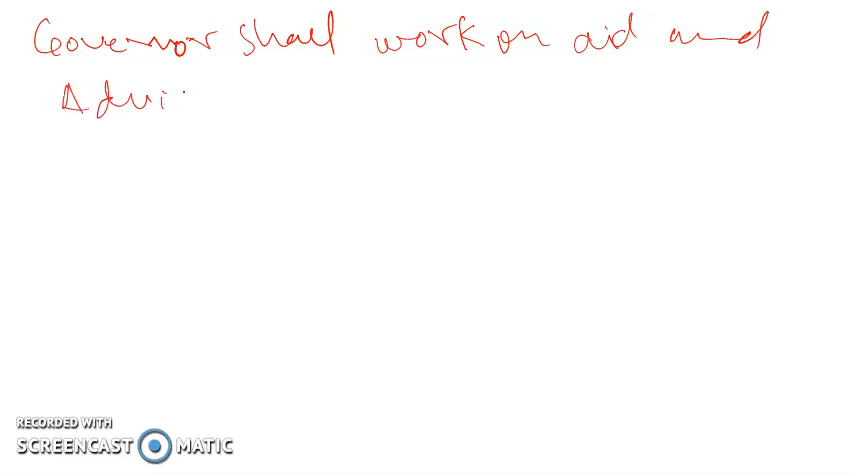 Governor shall work on aid and
Advi
RECORDED WITH
SCREENCAST MATIC